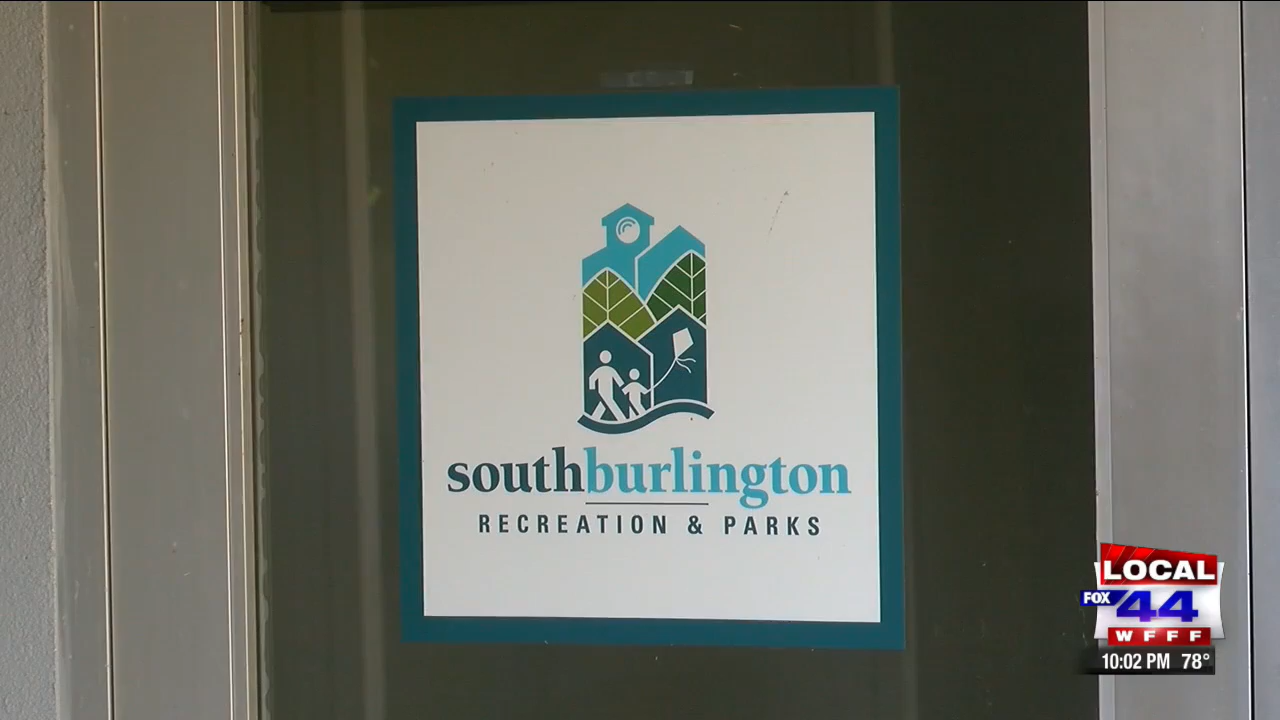 southburlington
RECREATION & PARKS
LOCAL
FOX 44
WFFF
10:02 PM 78°